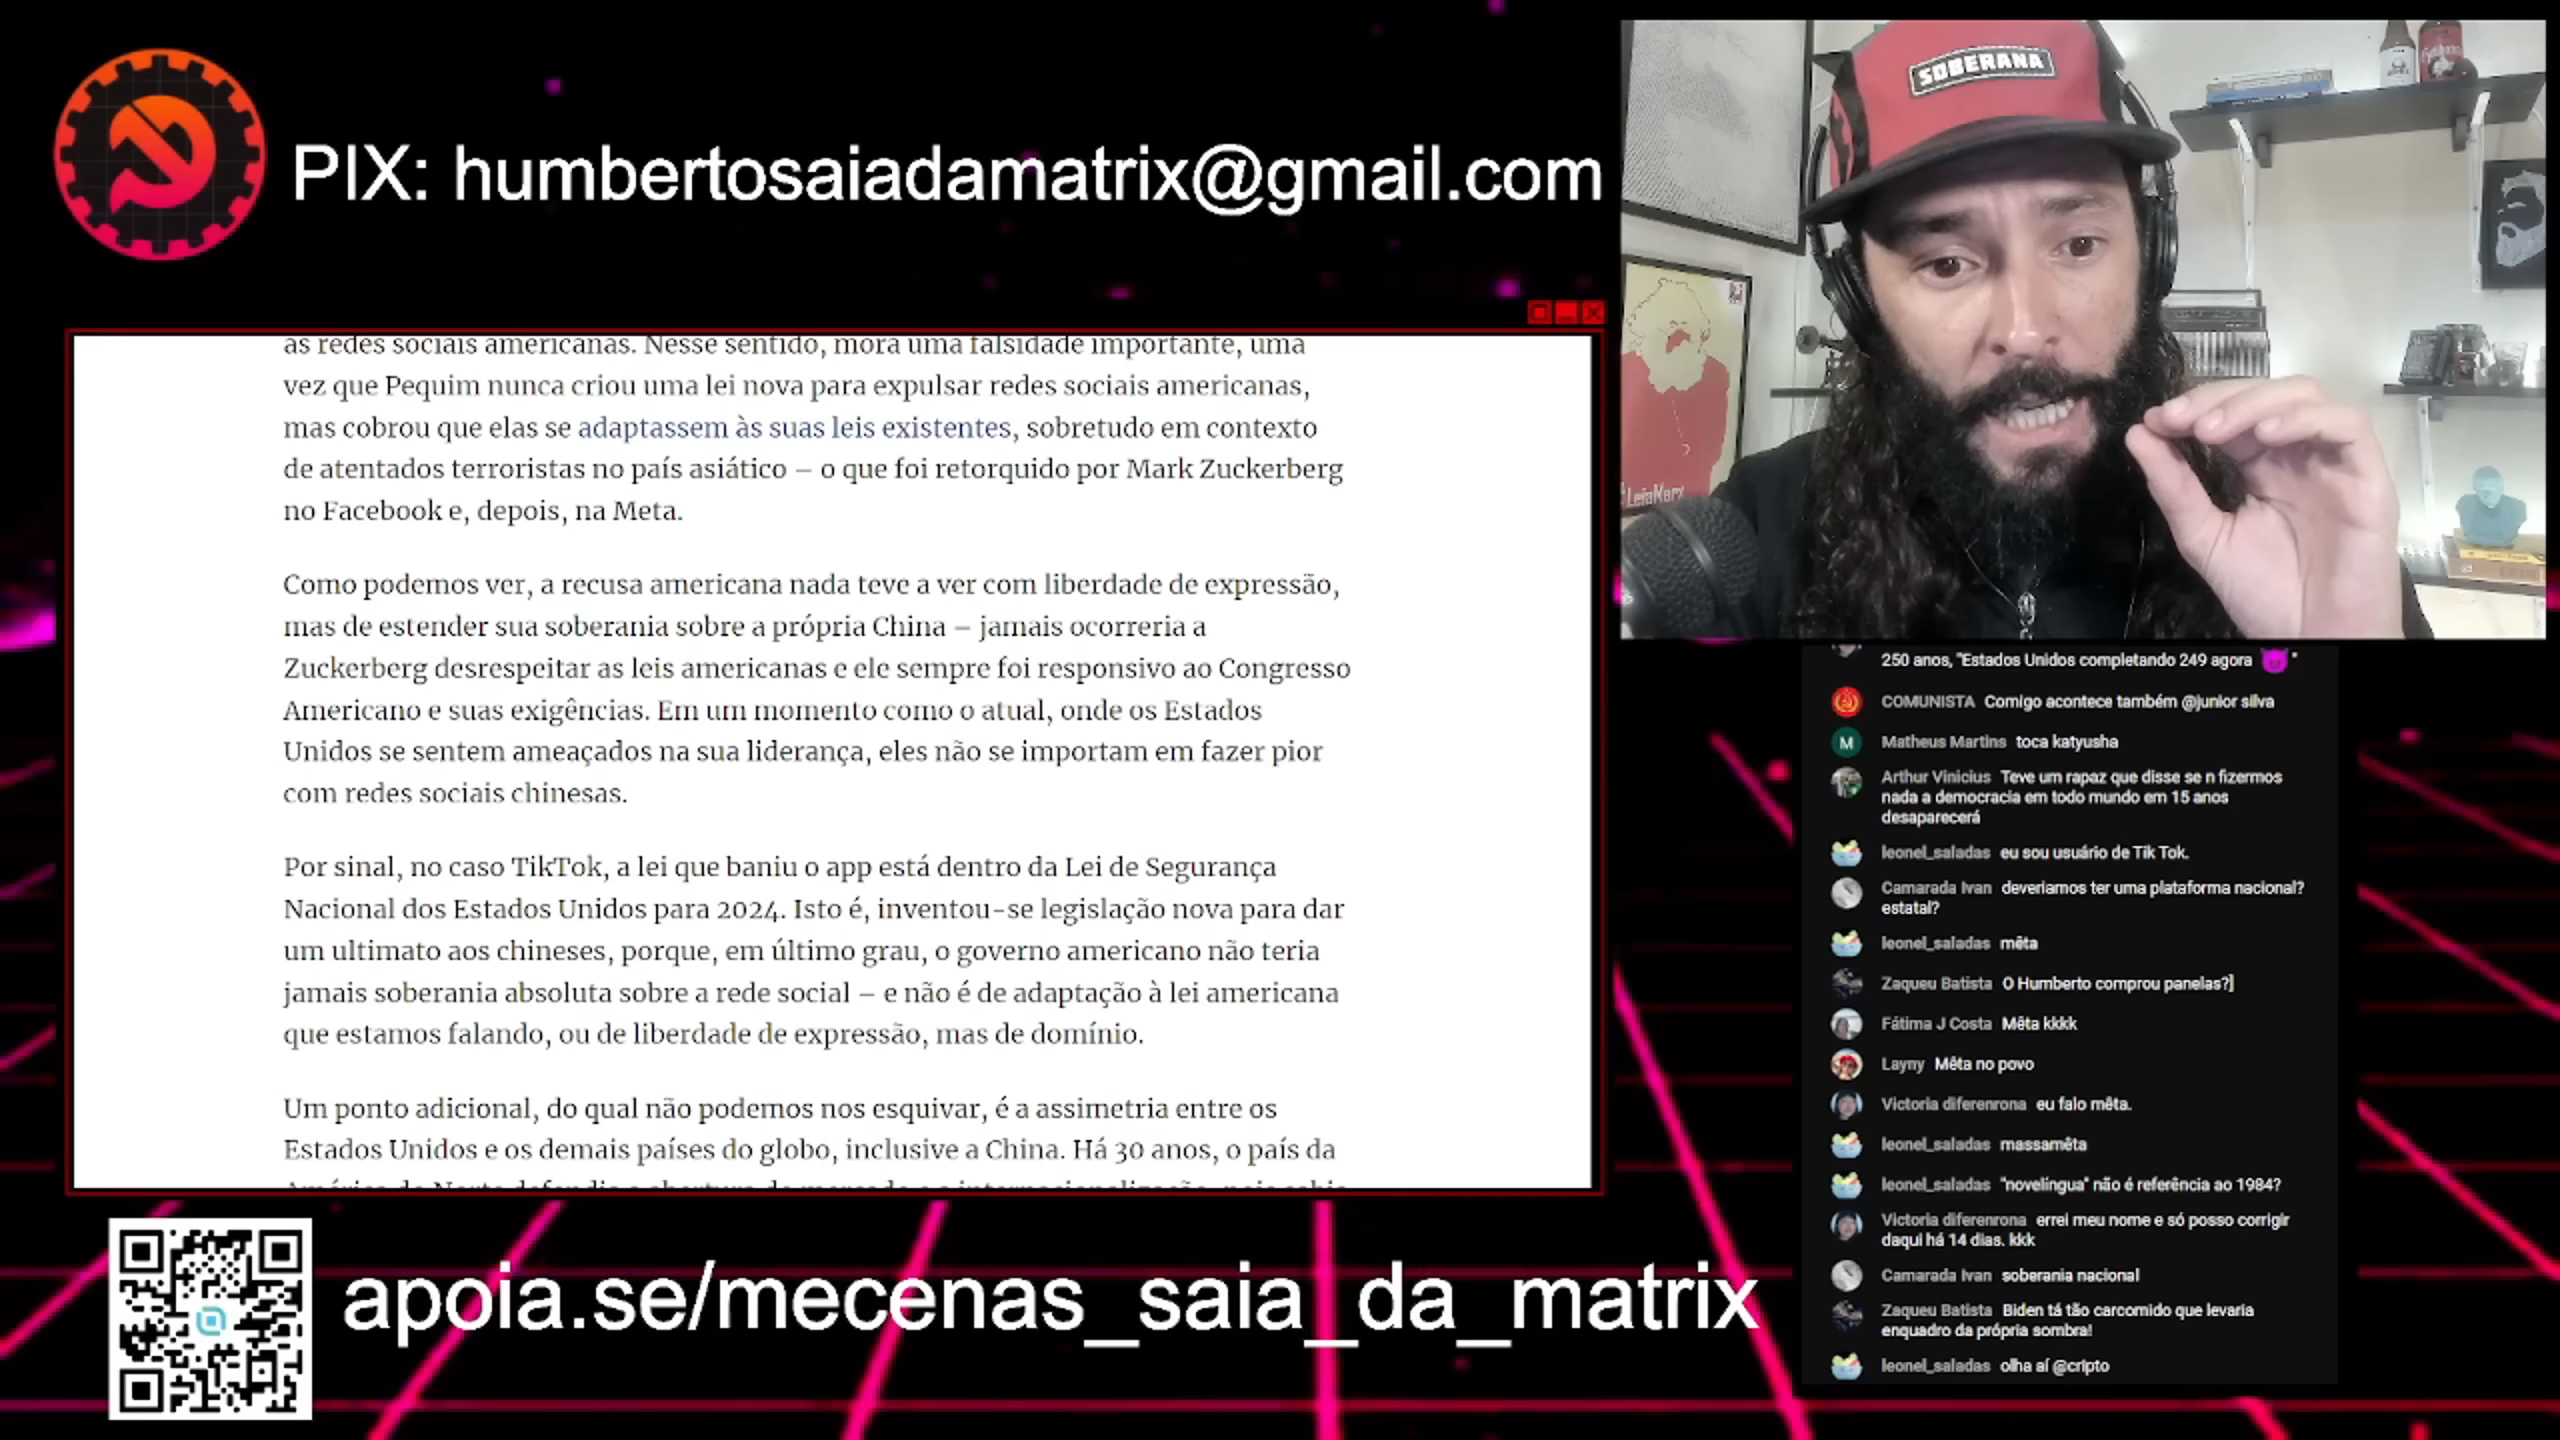 PIX: humbertosaiadamatrix@gmail.com
SOBERANA
LeiaMarx
as redes sociais americanas. Nesse sentido, mora uma falsidade importante, uma
vez que Pequim nunca criou uma lei nova para expulsar redes sociais americanas,
mas cobrou que elas se adaptassem às suas leis existentes, sobretudo em contexto
de atentados terroristas no país asiático – o que foi retorquido por Mark Zuckerberg
no Facebook e, depois, na Meta.
Como podemos ver, a recusa americana nada teve a ver com liberdade de expressão,
mas de estender sua soberania sobre a própria China – jamais ocorreria a
Zuckerberg desrespeitar as leis americanas e ele sempre foi responsivo ao Congresso
Americano e suas exigências. Em um momento como o atual, onde os Estados
Unidos se sentem ameaçados na sua liderança, eles não se importam em fazer pior
com redes sociais chinesas.
Por sinal, no caso TikTok, a lei que baniu o app está dentro da Lei de Segurança
Nacional dos Estados Unidos para 2024. Isto é, inventou-se legislação nova para dar
um ultimato aos chineses, porque, em último grau, o governo americano não teria
jamais soberania absoluta sobre a rede social – e não é de adaptação à lei americana
que estamos falando, ou de liberdade de expressão, mas de domínio.
Um ponto adicional, do qual não podemos nos esquivar, é a assimetria entre os
Estados Unidos e os demais países do globo, inclusive a China. Há 30 anos, o país da
250 anos, "Estados Unidos completando 249 agora 😈"
COMUNISTA Comigo acontece também @junior silva
M Matheus Martins toca katyusha
Arthur Vinicius Teve um rapaz que disse se n fizermos
nada a democracia em todo mundo em 15 anos
desaparecerá
leonel_saladas eu sou usuário de Tik Tok.
Camarada Ivan deveriamos ter uma plataforma nacional?
estatal?
leonel_saladas mêta
Zaqueu Batista O Humberto comprou panelas?]
Fátima J Costa Mêta kkkk
Layny Mêta no povo
Victoria diferenrona eu falo mêta.
leonel_saladas massamêta
leonel_saladas "novelingua" não é referência ao 1984?
Victoria diferenrona errei meu nome e só posso corrigir
daqui há 14 dias. kkk
Camarada Ivan soberania nacional
Zaqueu Batista Biden tá tão carcomido que levaria
enquadro da própria sombra!
leonel_saladas olha aí @cripto
apoia.se/mecenas_saia_da_matrix